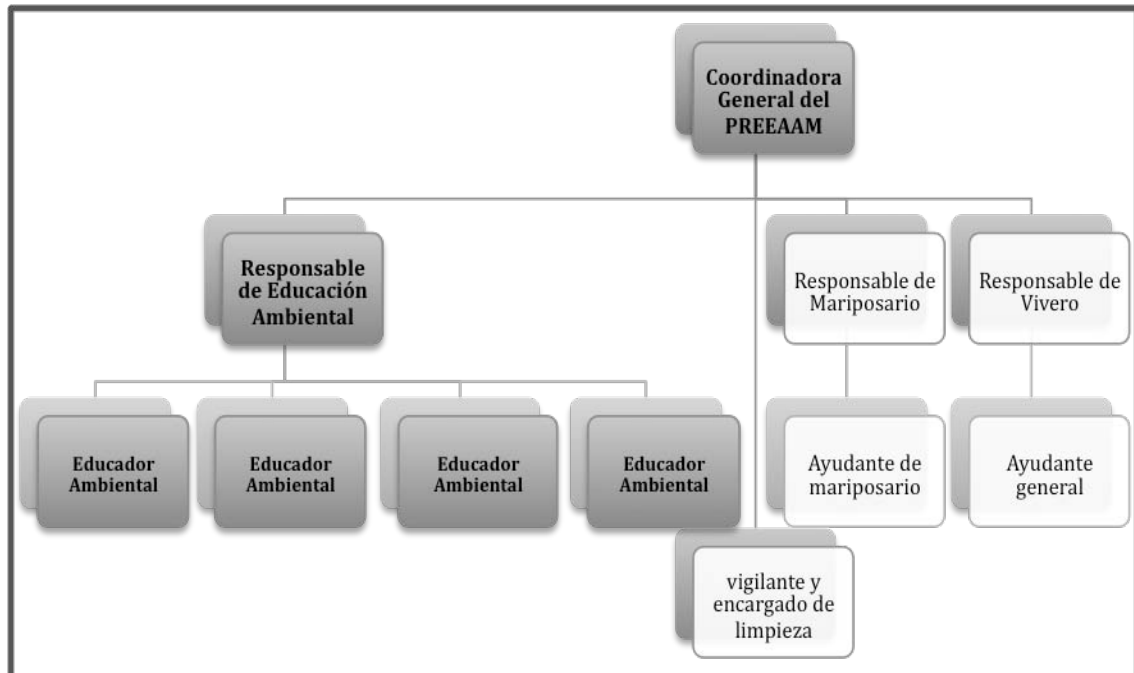 Coordinadora
General del
PREEAAM
Responsable
de Educación
Ambiental
Responsable de
Mariposario
Responsable de
Vivero
Educador
Ambiental
Educador
Ambiental
Educador
Ambiental
Educador
Ambiental
Ayudante de
mariposario
Ayudante
general
vigilante y
encargado de
limpieza